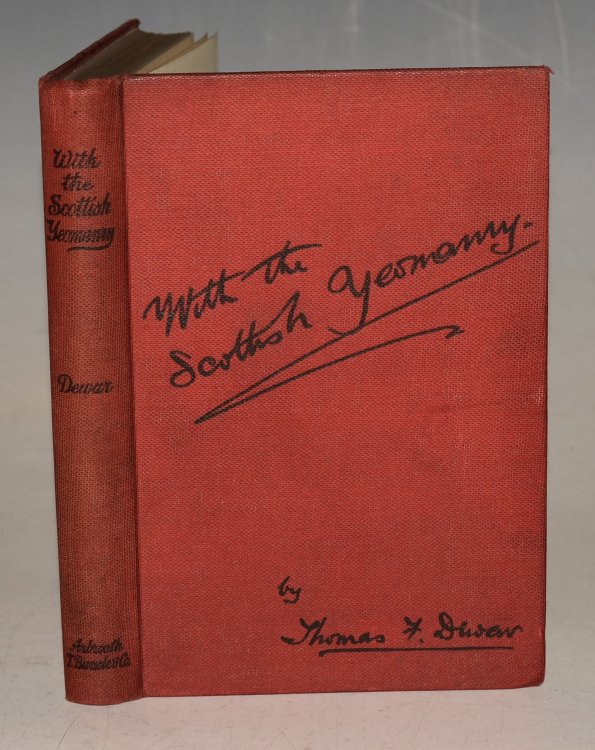 With
the
Scottish
Yeomanry
Dewar
Arbroath
T. Buncle & Co.
With the
Scottish Yeomanry.
by
Thomas F. Dewar